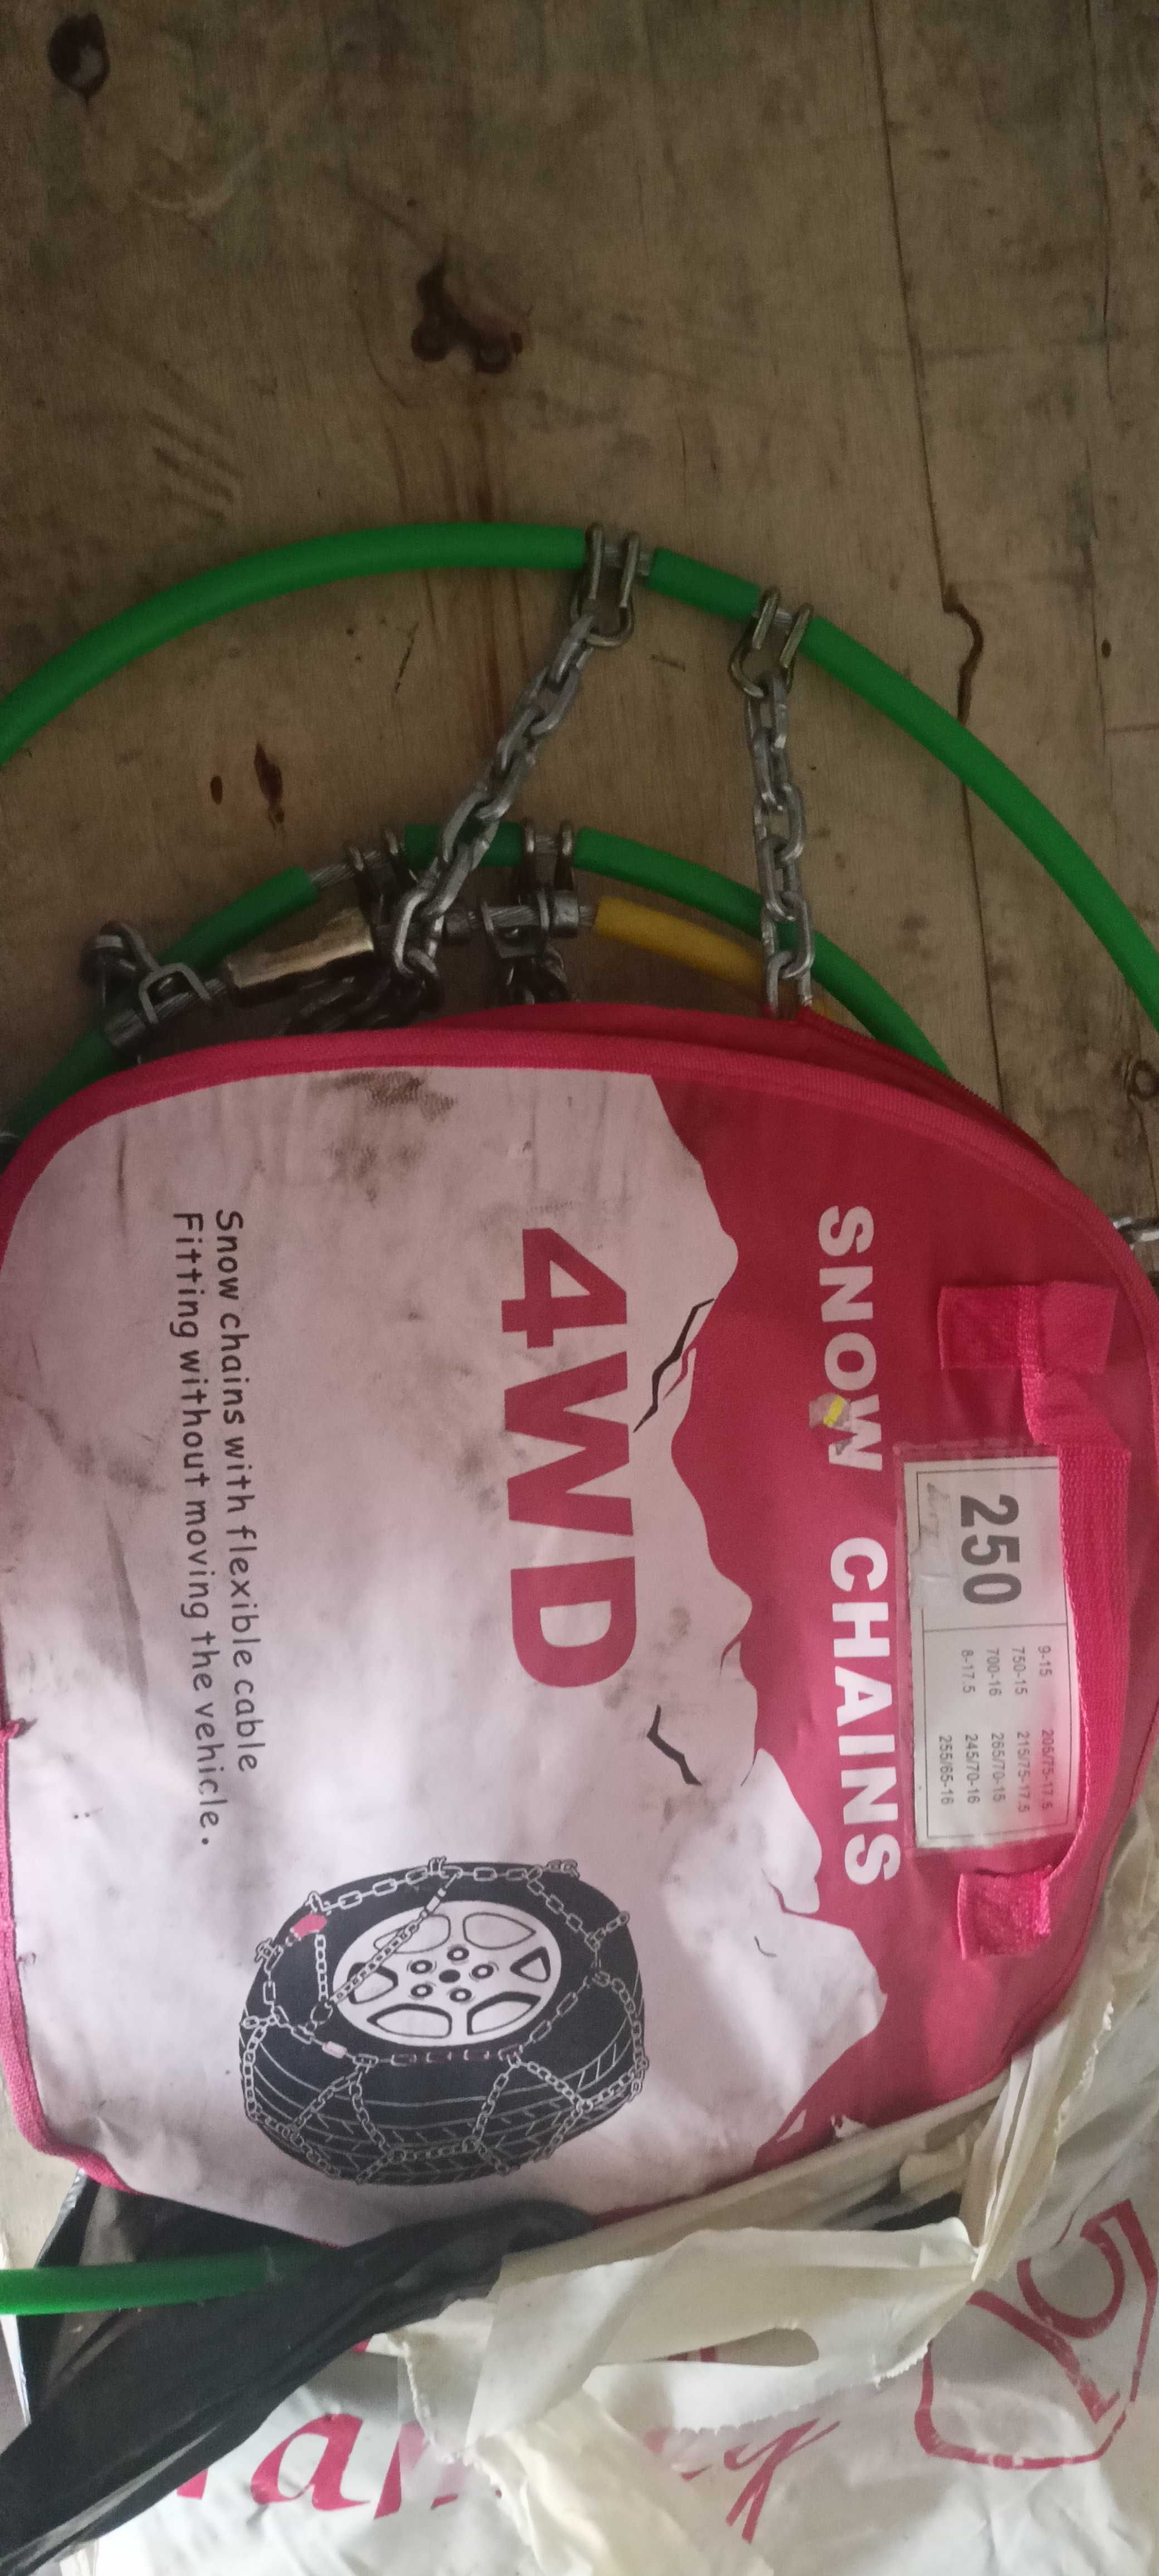 250
9-15
750-15
700-16
8-17.5
205/75-17.5
215/75-17.5
265/70-15
245/70-16
255/65-16
SNOW CHAINS
4WD
Snow chains with flexible cable
Fitting without moving the vehicle.